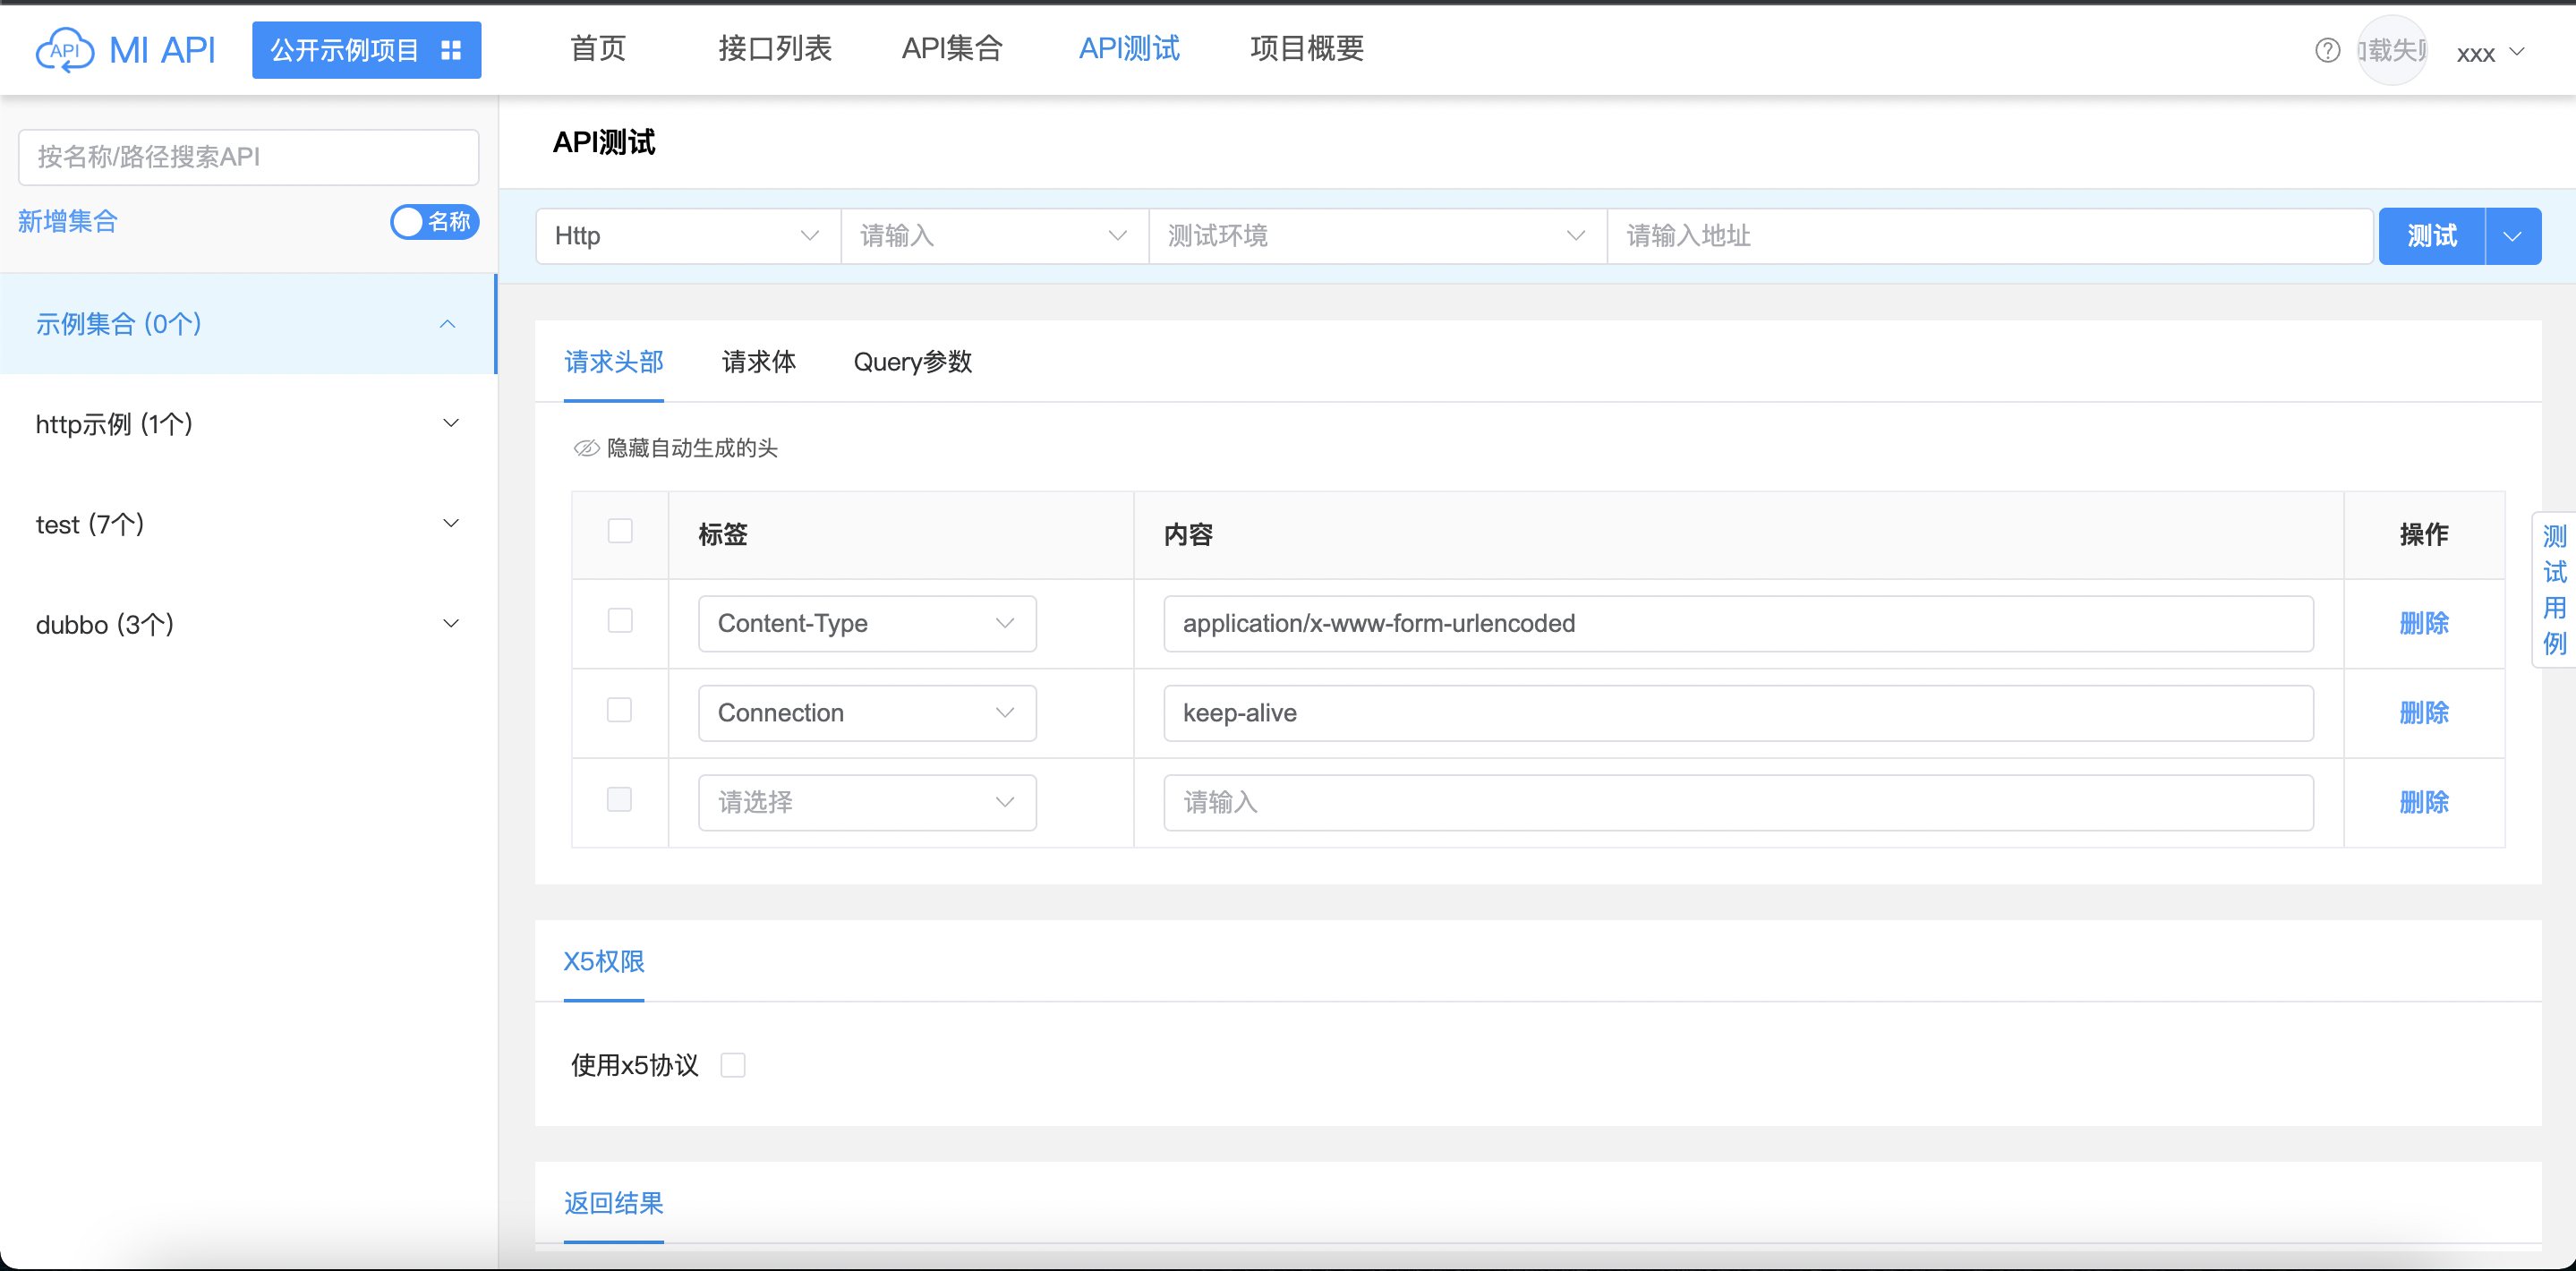 API MI API 公开示例项目 首页 接口列表 API集合 API测试 项目概要 xxx
按名称/路径搜索API
新增集合 名称
示例集合 (0个)
http示例 (1个)
test (7个)
dubbo (3个)
API测试
Http 请输入 测试环境 请输入地址 测试
请求头部 请求体 Query参数
隐藏自动生成的头
标签 内容 操作
Content-Type application/x-www-form-urlencoded 删除
Connection keep-alive 删除
请选择 请输入 删除
测试用例
X5权限
使用x5协议
返回结果